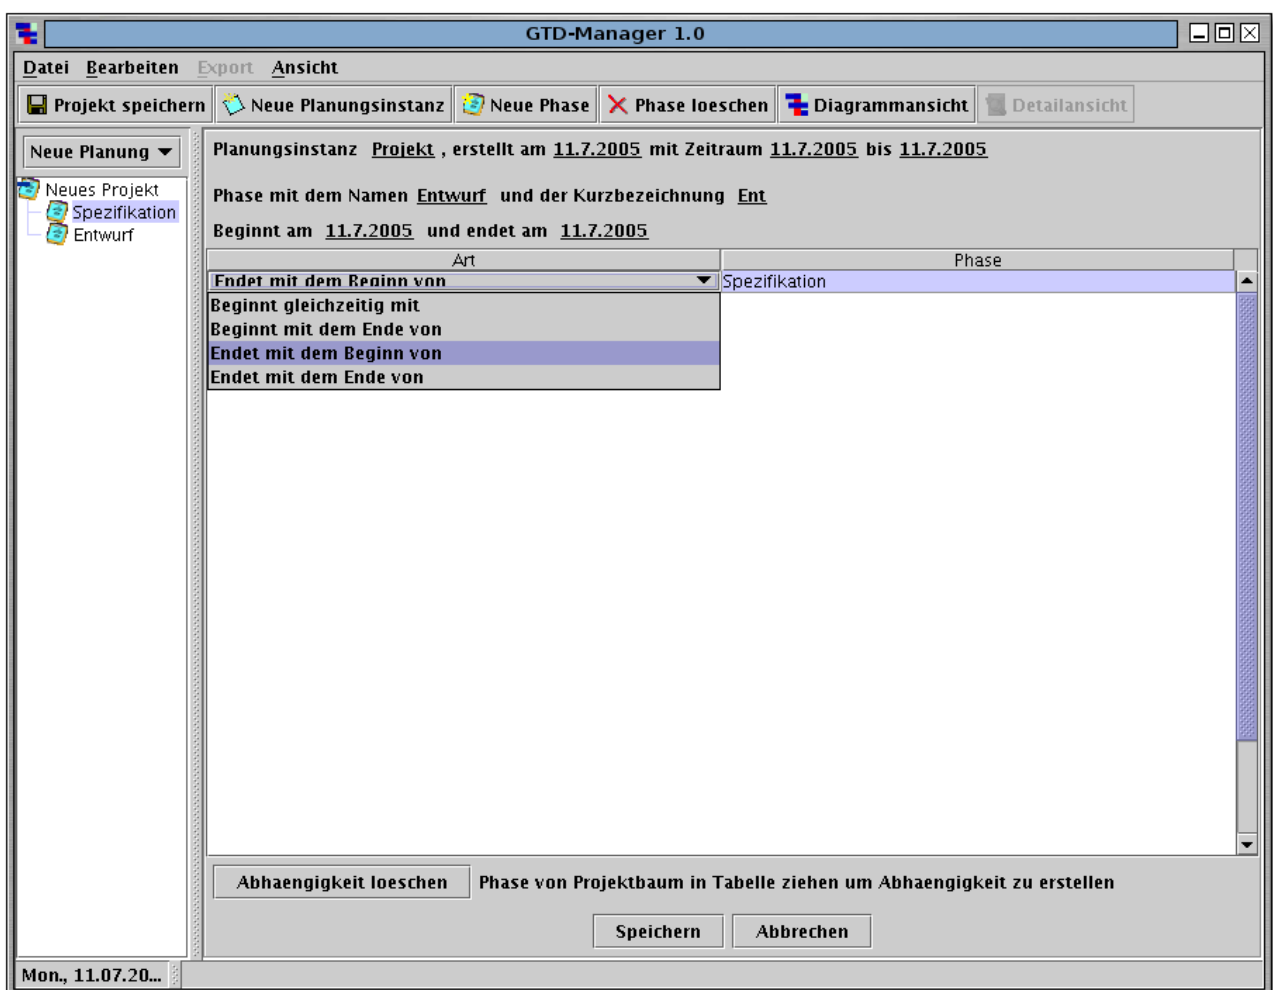 GTD-Manager 1.0
Datei Bearbeiten Export Ansicht
Projekt speichern Neue Planungsinstanz Neue Phase Phase loeschen Diagrammansicht Detailansicht
Neue Planung
Neues Projekt
Spezifikation
Entwurf
Planungsinstanz Projekt , erstellt am 11.7.2005 mit Zeitraum 11.7.2005 bis 11.7.2005
Phase mit dem Namen Entwurf und der Kurzbezeichnung Ent
Beginnt am 11.7.2005 und endet am 11.7.2005
Art Phase
Endet mit dem Beginn von Spezifikation
Beginnt gleichzeitig mit
Beginnt mit dem Ende von
Endet mit dem Beginn von
Endet mit dem Ende von
Abhaengigkeit loeschen Phase von Projektbaum in Tabelle ziehen um Abhaengigkeit zu erstellen
Speichern Abbrechen
Mon., 11.07.20...